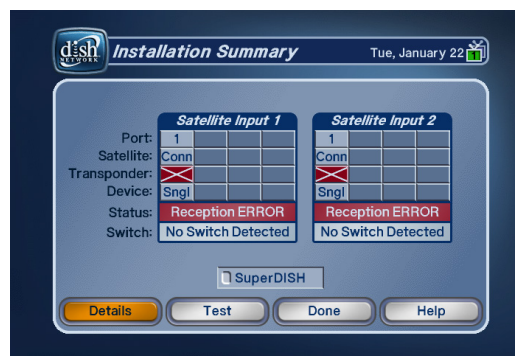 dish
NETWORK
Installation Summary
Tue, January 22
1
Satellite Input 1
Satellite Input 2
Port: 1 1
Satellite: Conn Conn
Transponder:
Device: Sngl Sngl
Status: Reception ERROR Reception ERROR
Switch: No Switch Detected No Switch Detected
SuperDISH
Details Test Done Help